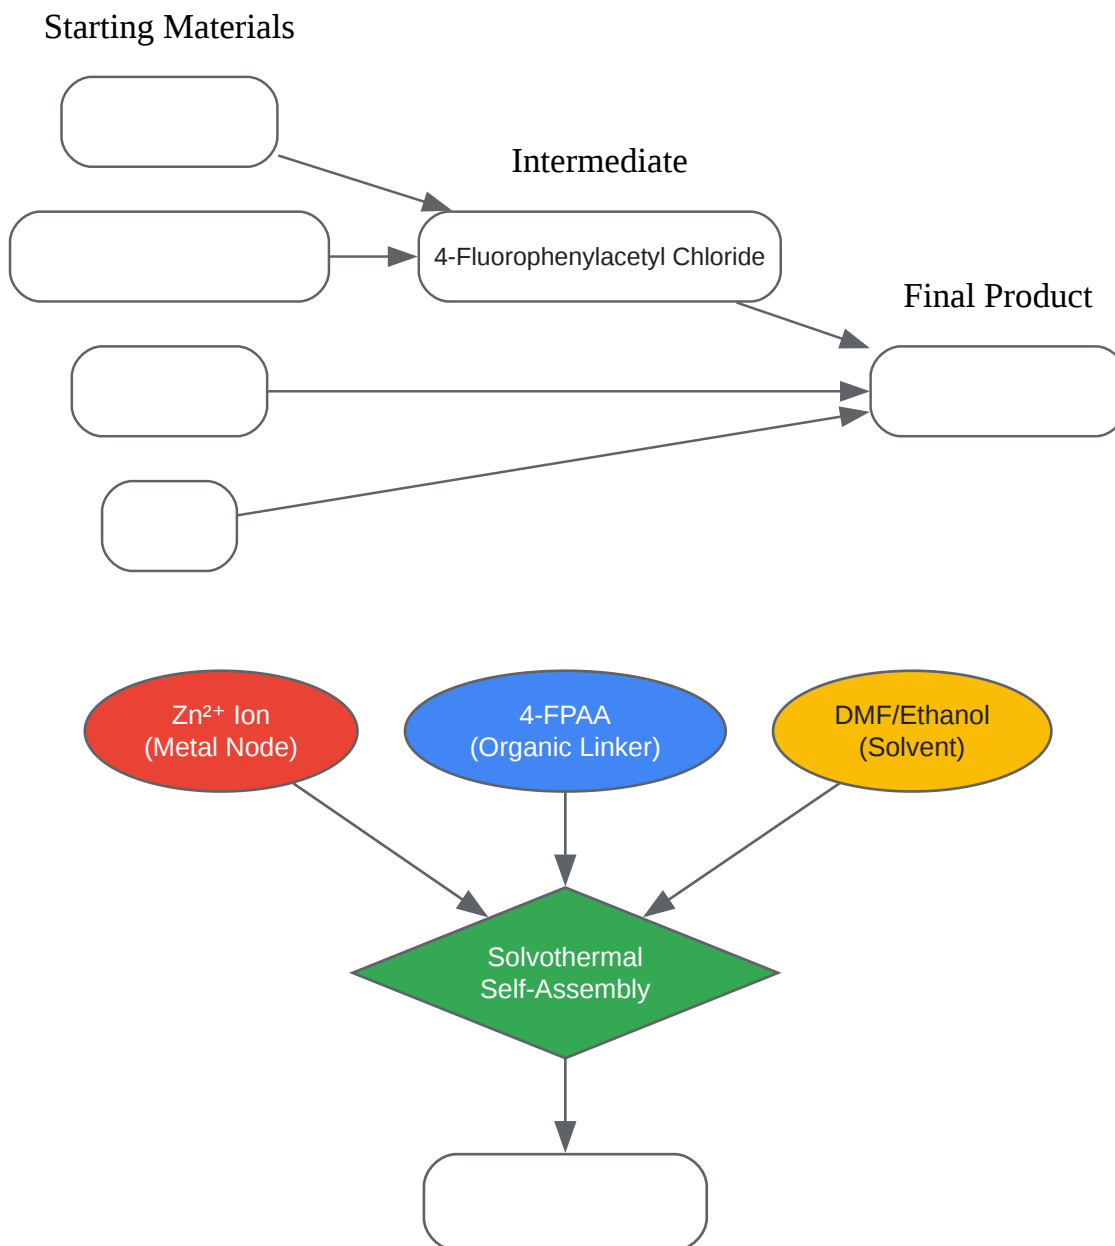 Starting Materials
Intermediate
4-Fluorophenylacetyl Chloride
Final Product
Zn²⁺ Ion
(Metal Node)
4-FPAA
(Organic Linker)
DMF/Ethanol
(Solvent)
Solvothermal
Self-Assembly